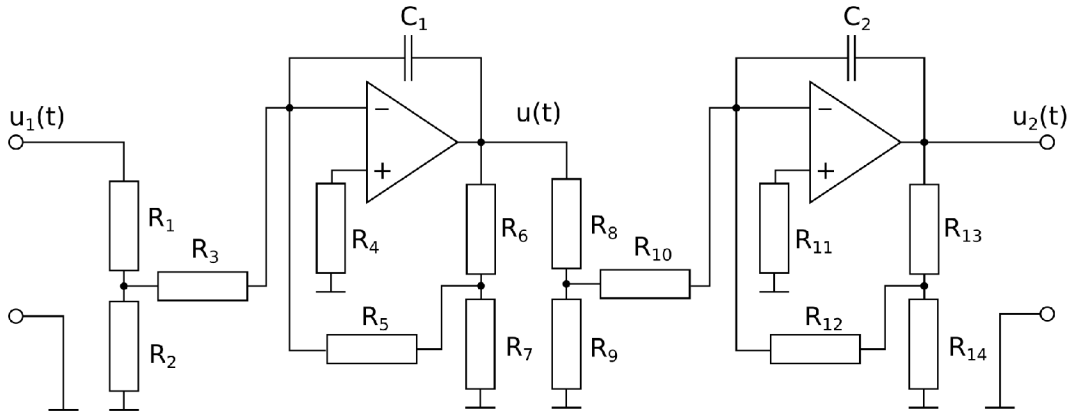 C₁
C₂
u₁(t)
u(t)
u₂(t)
−
−
+
+
R₁
R₃
R₄
R₆
R₈
R₁₀
R₁₁
R₁₃
R₂
R₅
R₇
R₉
R₁₂
R₁₄